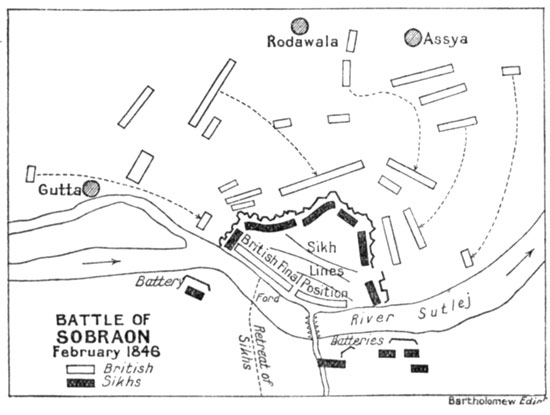 Rodawala
Assya
Gutta
Sikh
Lines
British Final Position
Battery
Ford
River Sutlej
Retreat of
Sikhs
Batteries
BATTLE OF
SOBRAON
February 1846
British
Sikhs
Bartholomew Edinr